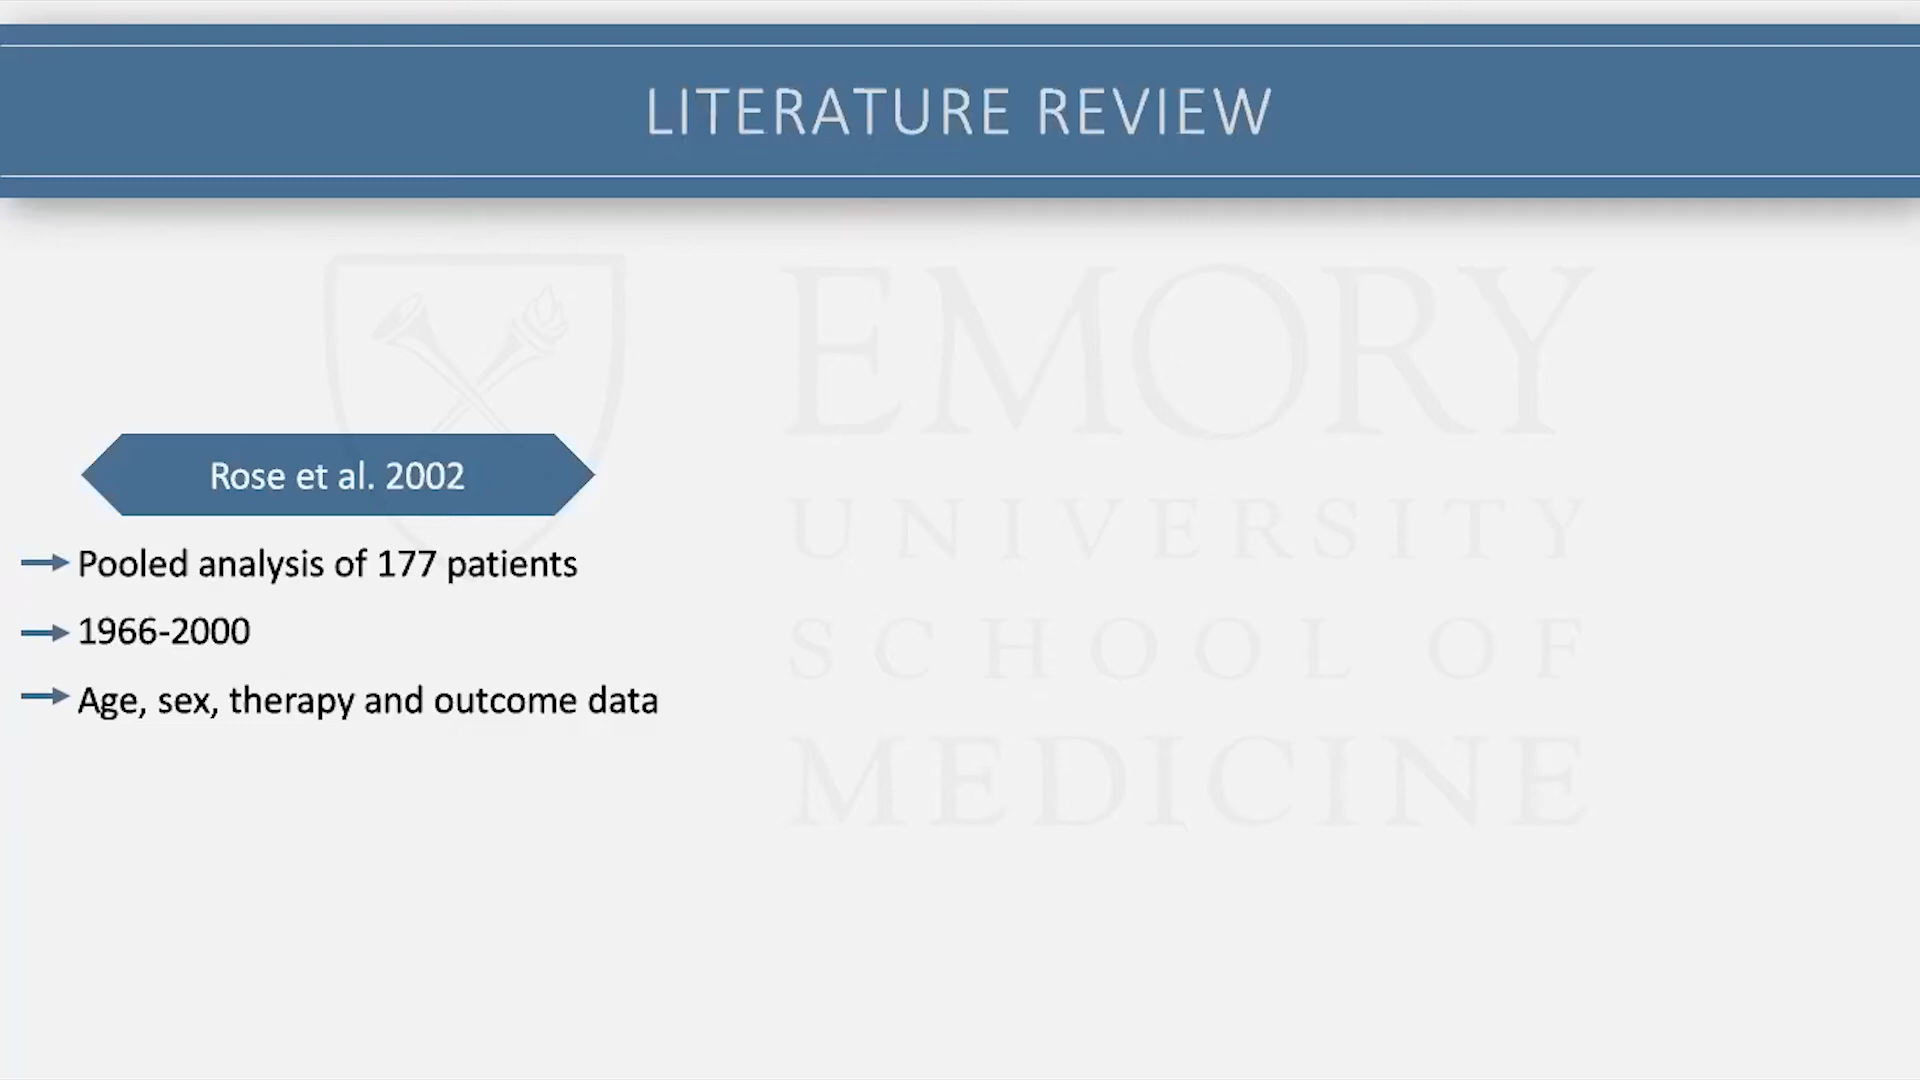 LITERATURE REVIEW
EMORY
UNIVERSITY
SCHOOL OF
MEDICINE
Rose et al. 2002
Pooled analysis of 177 patients
1966-2000
Age, sex, therapy and outcome data